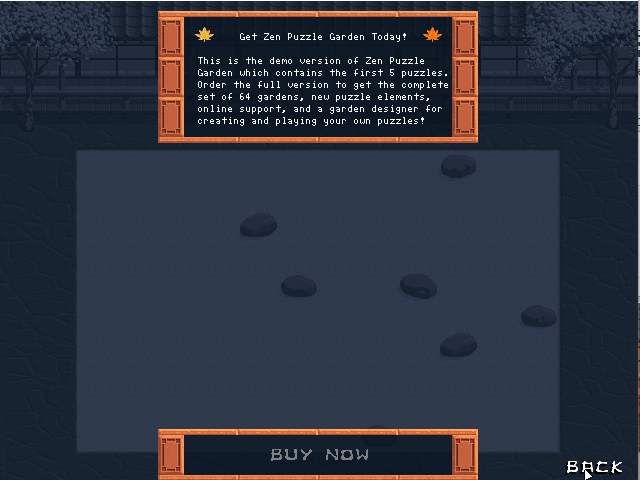 Get Zen Puzzle Garden Today!
This is the demo version of Zen Puzzle
Garden which contains the first 5 puzzles.
Order the full version to get the complete
set of 64 gardens, new puzzle elements,
online support, and a garden designer for
creating and playing your own puzzles!
BUY NOW
BACK